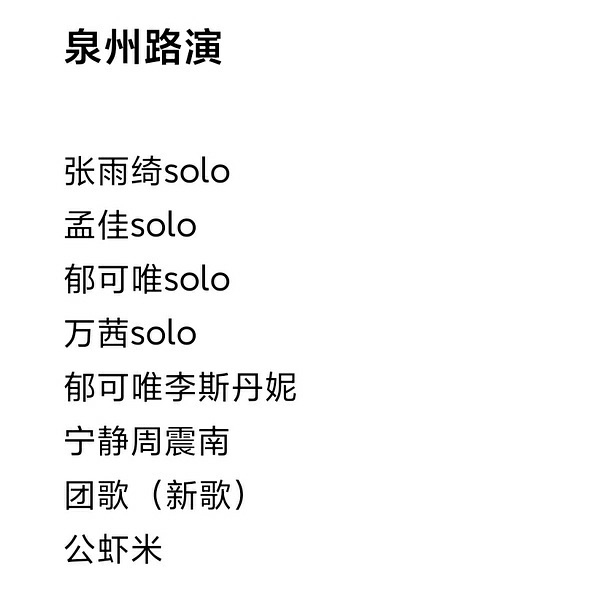 泉州路演
张雨绮solo
孟佳solo
郁可唯solo
万茜solo
郁可唯李斯丹妮
宁静周震南
团歌（新歌）
公虾米